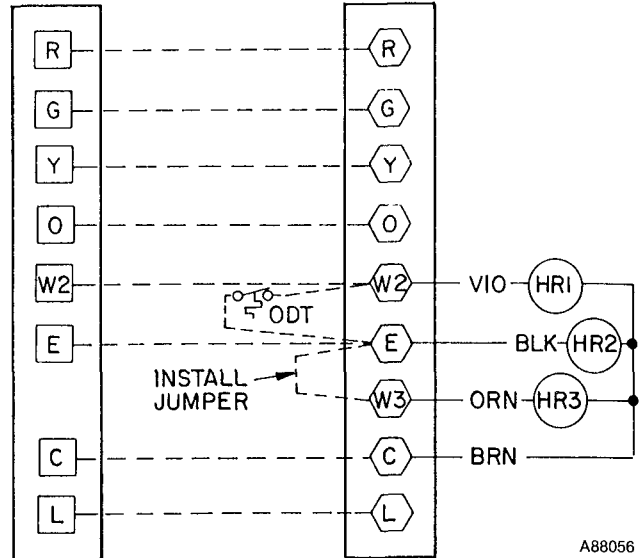 R R
G G
Y Y
O O
W2 W2 VIO HR1
ODT
E E BLK HR2
INSTALL
JUMPER
W3 ORN HR3
C C BRN
L L
A88056